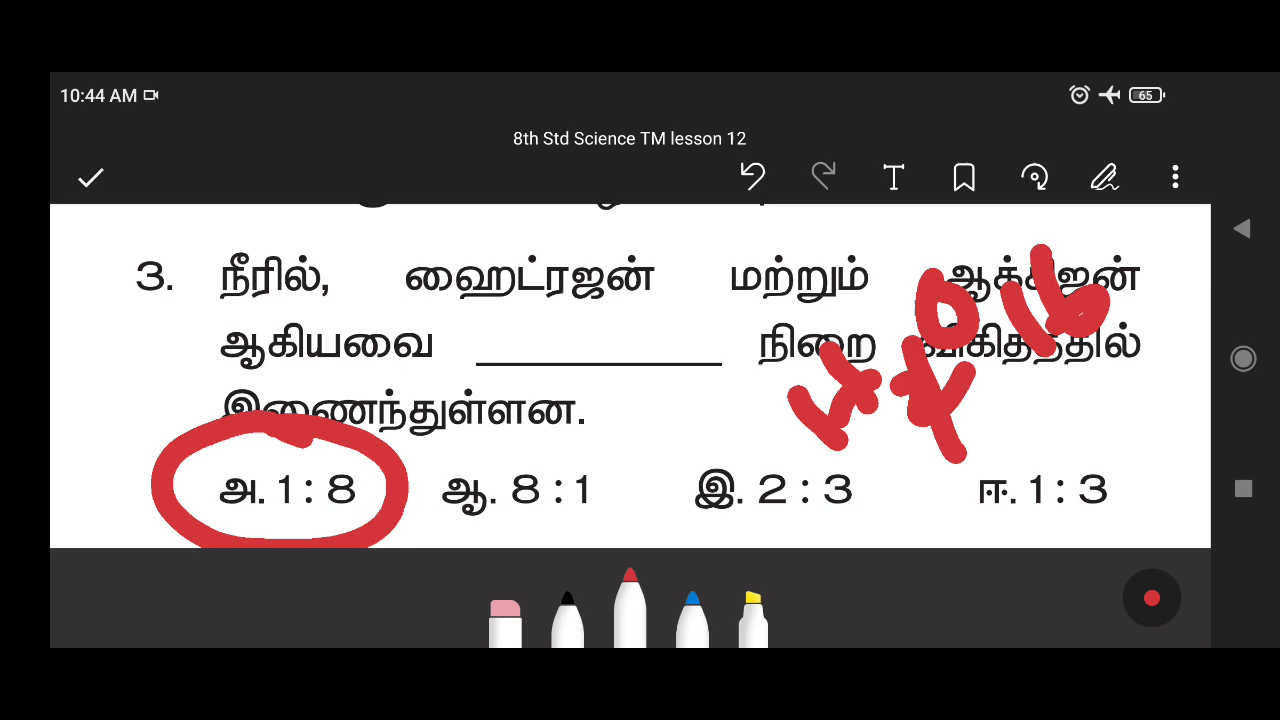 10:44 AM
65
8th Std Science TM lesson 12
3. நீரில், ஹைட்ரஜன் மற்றும் ஆக்சிஜன்
ஆகியவை ____________ நிறை விகிதத்தில்
இணைந்துள்ளன.
அ. 1 : 8 ஆ. 8 : 1 இ. 2 : 3 ஈ. 1 : 3